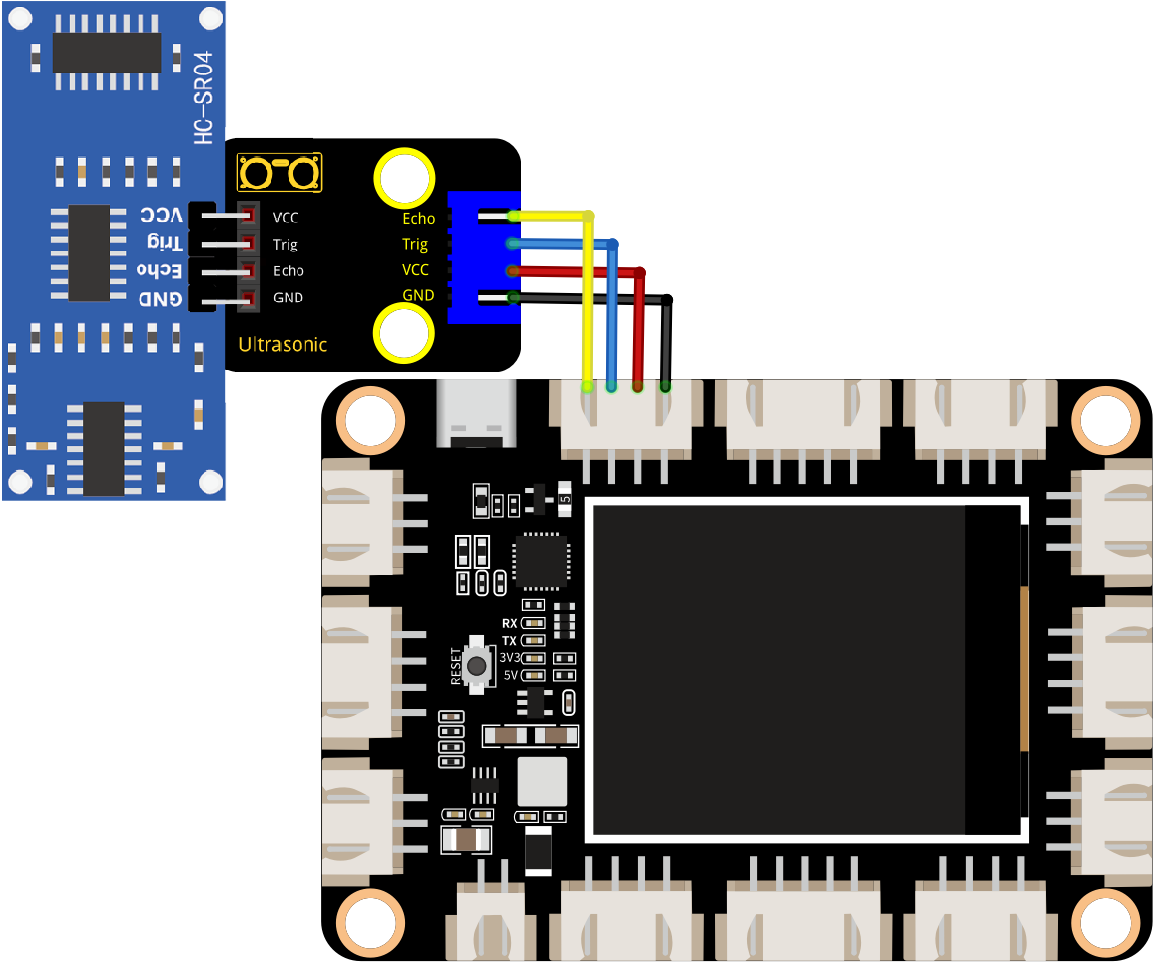 HC-SR04
VCC
Trig
Echo
GND
VCC
Trig
Echo
GND
Echo
Trig
VCC
GND
Ultrasonic
5
RX
TX
3V3
5V
RESET